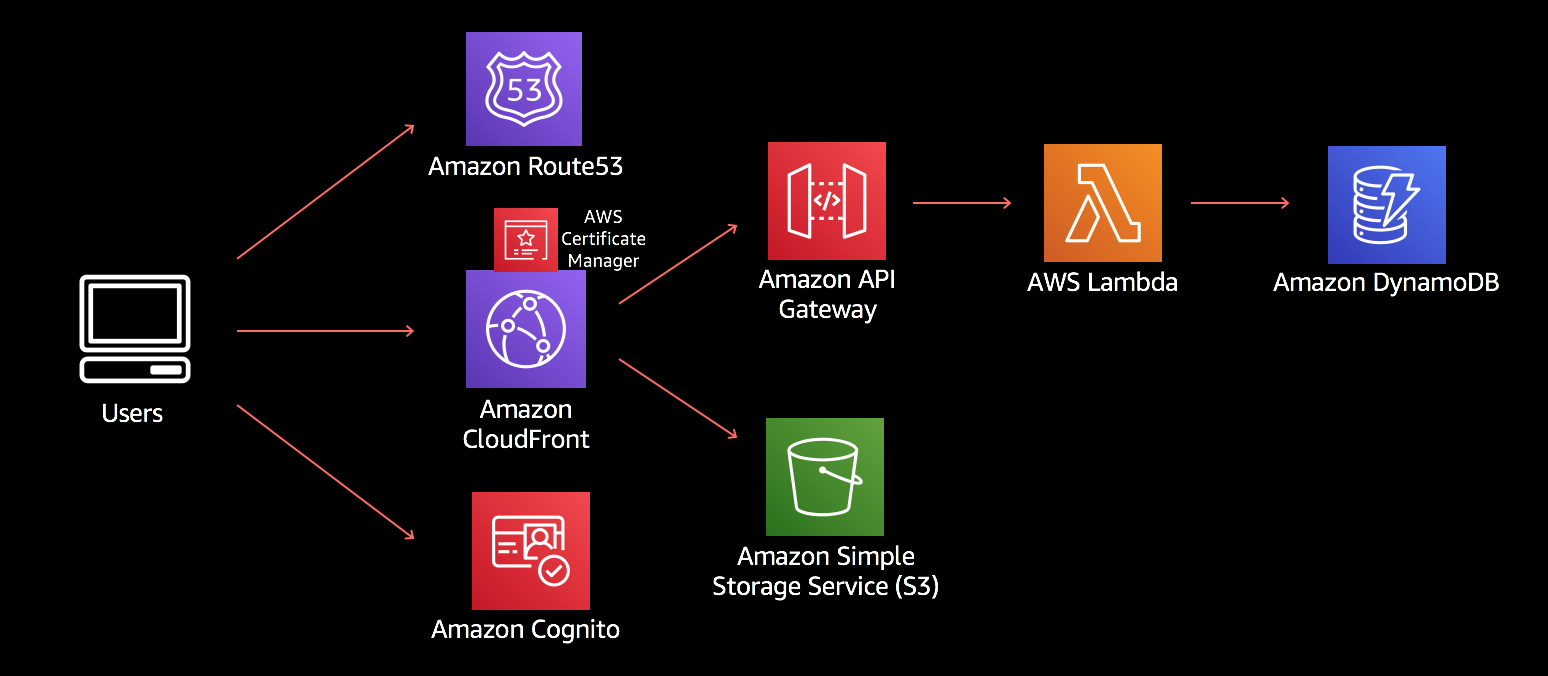 53
Amazon Route53
AWS
Certificate
Manager
Users
Amazon
CloudFront
Amazon Cognito
</>
Amazon API
Gateway
AWS Lambda
Amazon DynamoDB
Amazon Simple
Storage Service (S3)